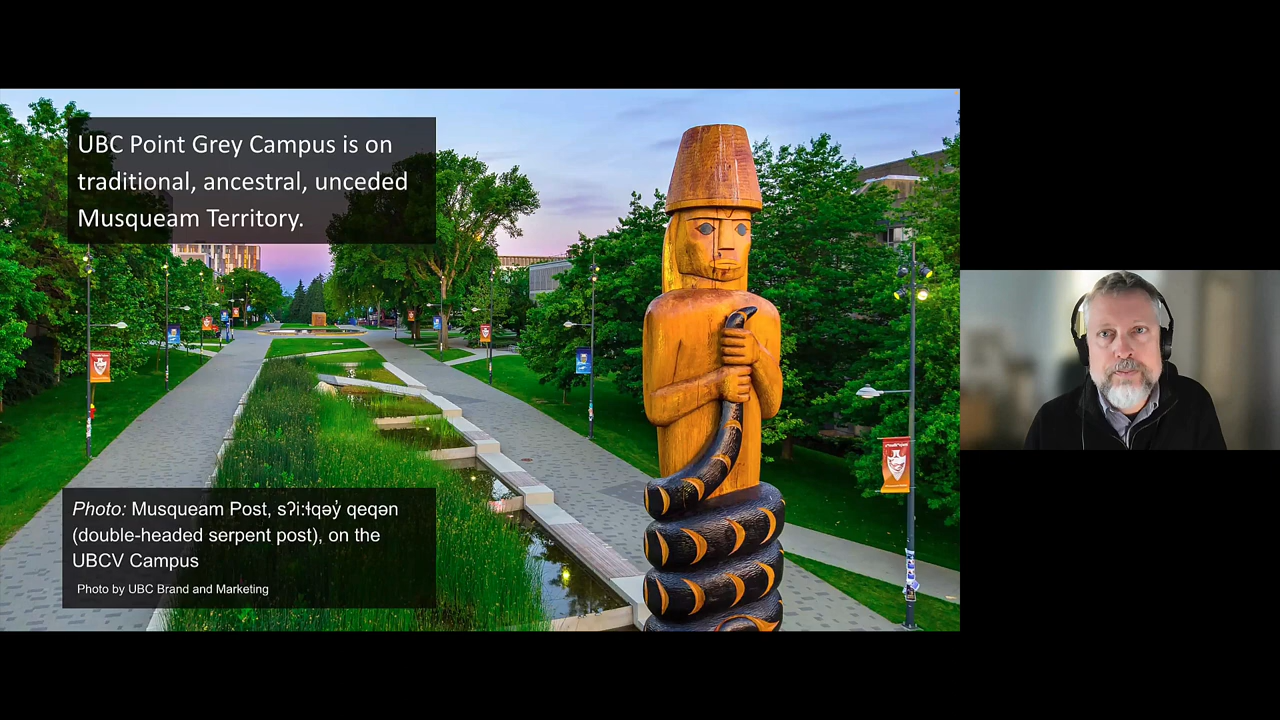 UBC Point Grey Campus is on
traditional, ancestral, unceded
Musqueam Territory.
Photo: Musqueam Post, sʔi:ɬqəy̓ qeqən
(double-headed serpent post), on the
UBCV Campus
Photo by UBC Brand and Marketing